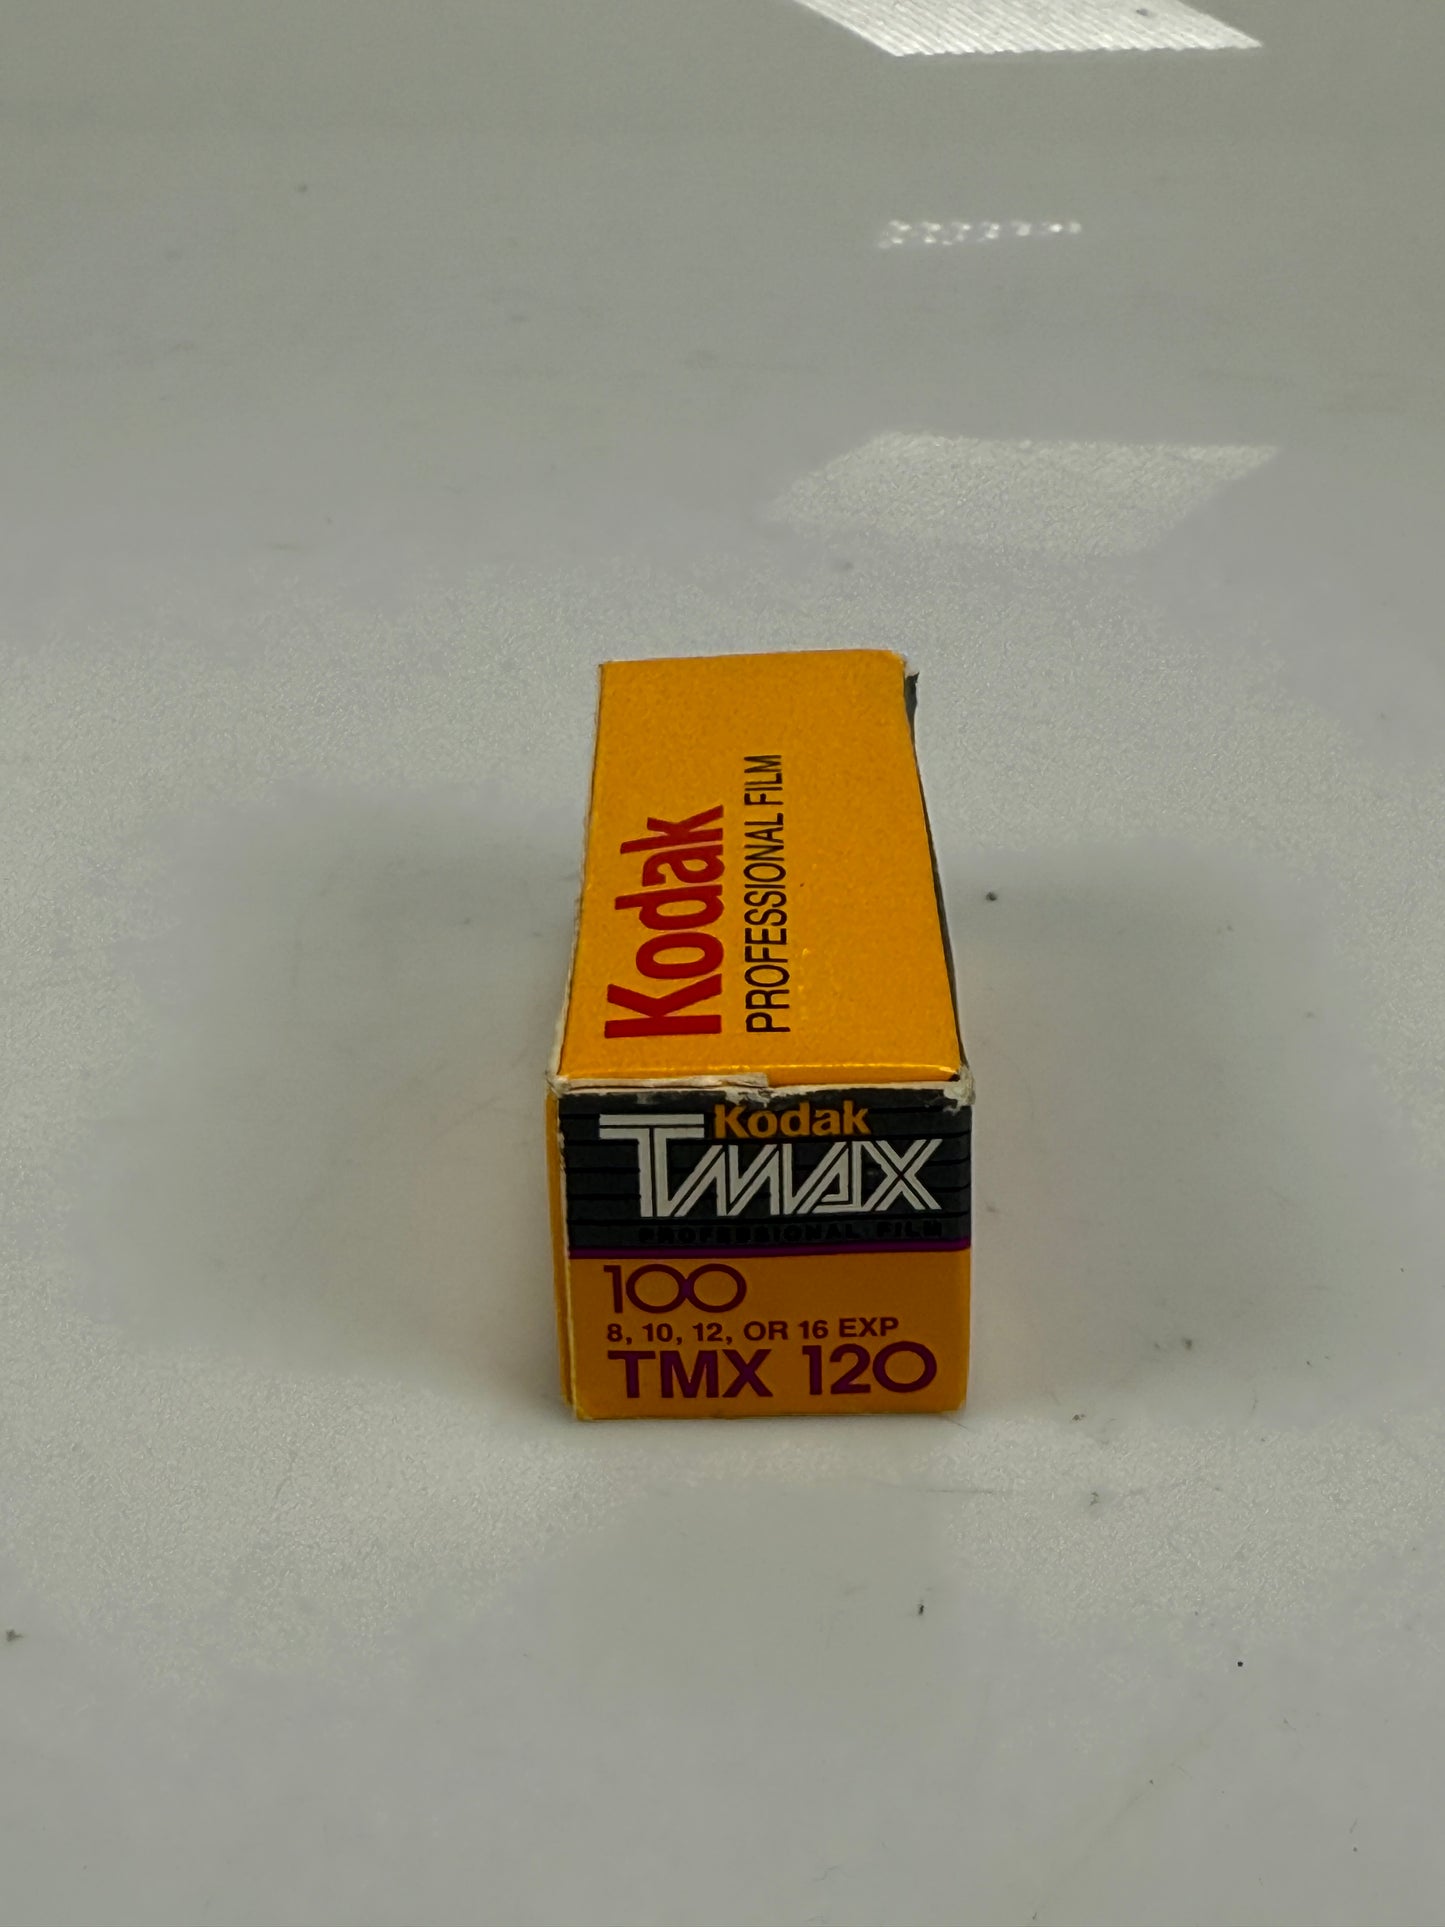 Kodak
PROFESSIONAL FILM
Kodak
TMAX
PROFESSIONAL FILM
100
8, 10, 12, OR 16 EXP
TMX 120